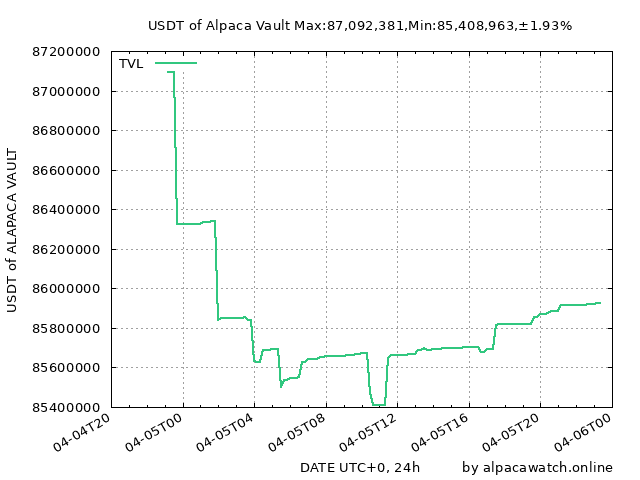 USDT of Alpaca Vault Max:87,092,381,Min:85,408,963,±1.93%
87200000
TVL
87000000
86800000
86600000
86400000
86200000
86000000
85800000
85600000
85400000
USDT of ALAPACA VAULT
04-04T20
04-05T00
04-05T04
04-05T08
04-05T12
04-05T16
04-05T20
04-06T00
DATE UTC+0, 24h
by alpacawatch.online